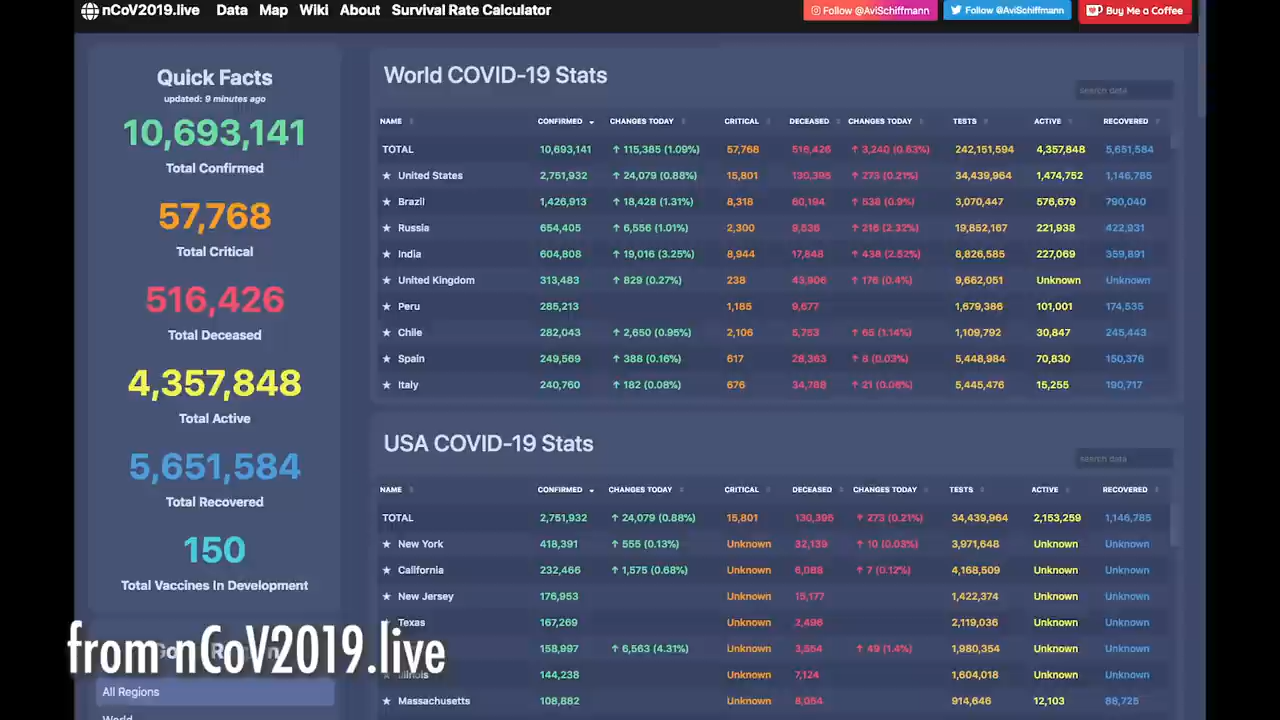 nCoV2019.live Data Map Wiki About Survival Rate Calculator Follow @AviSchiffmann Follow @AviSchiffmann Buy Me a Coffee
Quick Facts
updated: 9 minutes ago
10,693,141
Total Confirmed
57,768
Total Critical
516,426
Total Deceased
4,357,848
Total Active
5,651,584
Total Recovered
150
Total Vaccines In Development
All Regions
World
World COVID-19 Stats
search data
NAME CONFIRMED CHANGES TODAY CRITICAL DECEASED CHANGES TODAY TESTS ACTIVE RECOVERED
TOTAL 10,693,141 ↑ 115,385 (1.09%) 57,768 516,426 ↑ 3,240 (0.63%) 242,151,594 4,357,848 5,651,584
★ United States 2,751,932 ↑ 24,079 (0.88%) 15,801 130,395 ↑ 273 (0.21%) 34,439,964 1,474,752 1,146,785
★ Brazil 1,426,913 ↑ 18,428 (1.31%) 8,318 60,194 ↑ 538 (0.9%) 3,070,447 576,679 790,040
★ Russia 654,405 ↑ 6,556 (1.01%) 2,300 9,536 ↑ 216 (2.32%) 19,852,167 221,938 422,931
★ India 604,808 ↑ 19,016 (3.25%) 8,944 17,848 ↑ 438 (2.52%) 8,826,585 227,069 359,891
★ United Kingdom 313,483 ↑ 829 (0.27%) 238 43,906 ↑ 176 (0.4%) 9,662,051 Unknown Unknown
★ Peru 285,213 1,185 9,677 1,679,386 101,001 174,535
★ Chile 282,043 ↑ 2,650 (0.95%) 2,106 5,753 ↑ 65 (1.14%) 1,109,792 30,847 245,443
★ Spain 249,569 ↑ 388 (0.16%) 617 28,363 ↑ 8 (0.03%) 5,448,984 70,830 150,376
★ Italy 240,760 ↑ 182 (0.08%) 676 34,788 ↑ 21 (0.06%) 5,445,476 15,255 190,717
USA COVID-19 Stats
search data
NAME CONFIRMED CHANGES TODAY CRITICAL DECEASED CHANGES TODAY TESTS ACTIVE RECOVERED
TOTAL 2,751,932 ↑ 24,079 (0.88%) 15,801 130,395 ↑ 273 (0.21%) 34,439,964 2,153,259 1,146,785
★ New York 418,391 ↑ 555 (0.13%) Unknown 32,139 ↑ 10 (0.03%) 3,971,648 Unknown Unknown
★ California 232,466 ↑ 1,575 (0.68%) Unknown 6,088 ↑ 7 (0.12%) 4,168,509 Unknown Unknown
★ New Jersey 176,953 Unknown 15,177 1,422,374 Unknown Unknown
Texas 167,269 Unknown 2,496 2,119,036 Unknown Unknown
158,997 ↑ 6,563 (4.31%) Unknown 3,554 ↑ 49 (1.4%) 1,980,354 Unknown Unknown
Illinois 144,238 Unknown 7,124 1,604,018 Unknown Unknown
★ Massachusetts 108,882 Unknown 8,054 914,646 12,103 88,725
from nCoV2019.live